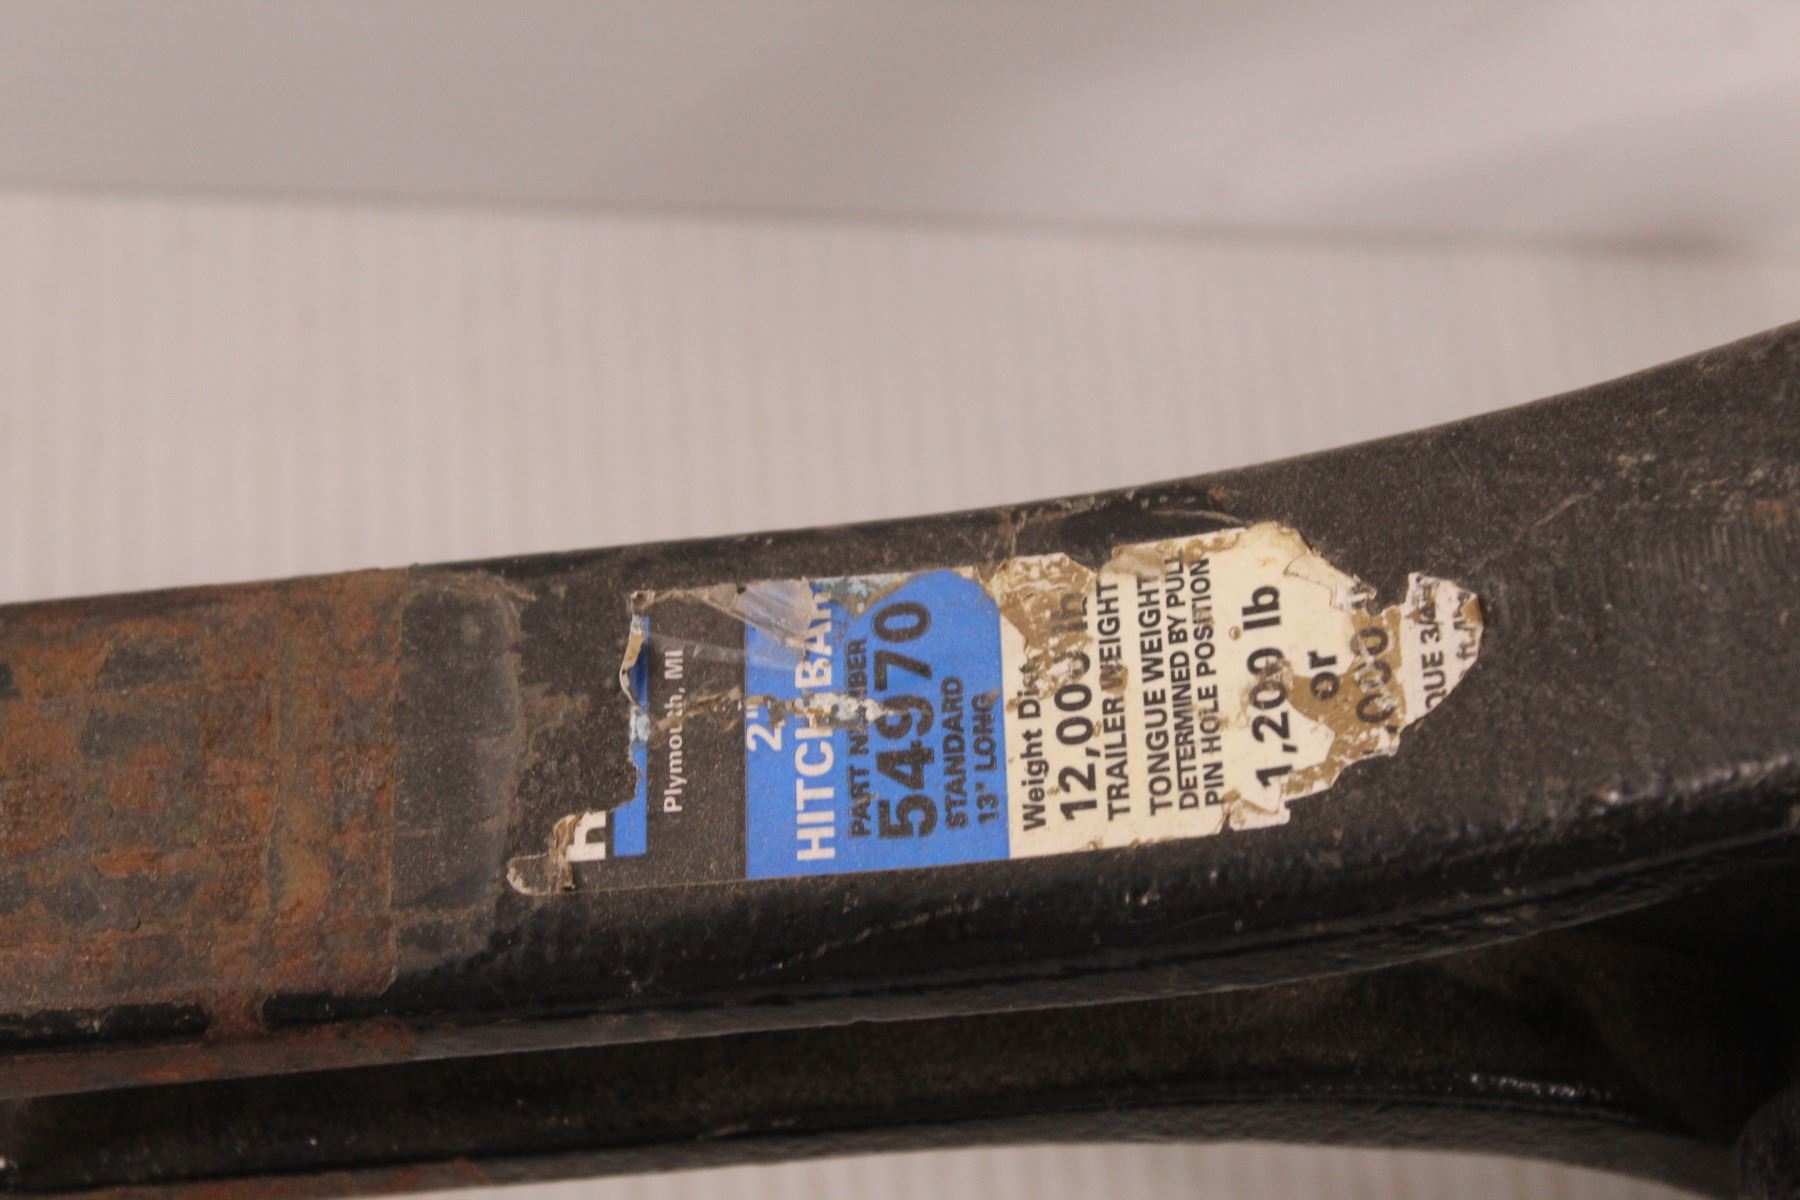 Plymouth, MI
2"
HITCH BAR
PART NUMBER
54970
STANDARD
13" LONG
Weight
12,000 lb
TRAILER WEIGHT
TONGUE WEIGHT
DETERMINED BY PULL
PIN HOLE POSITION
1,200 lb
or